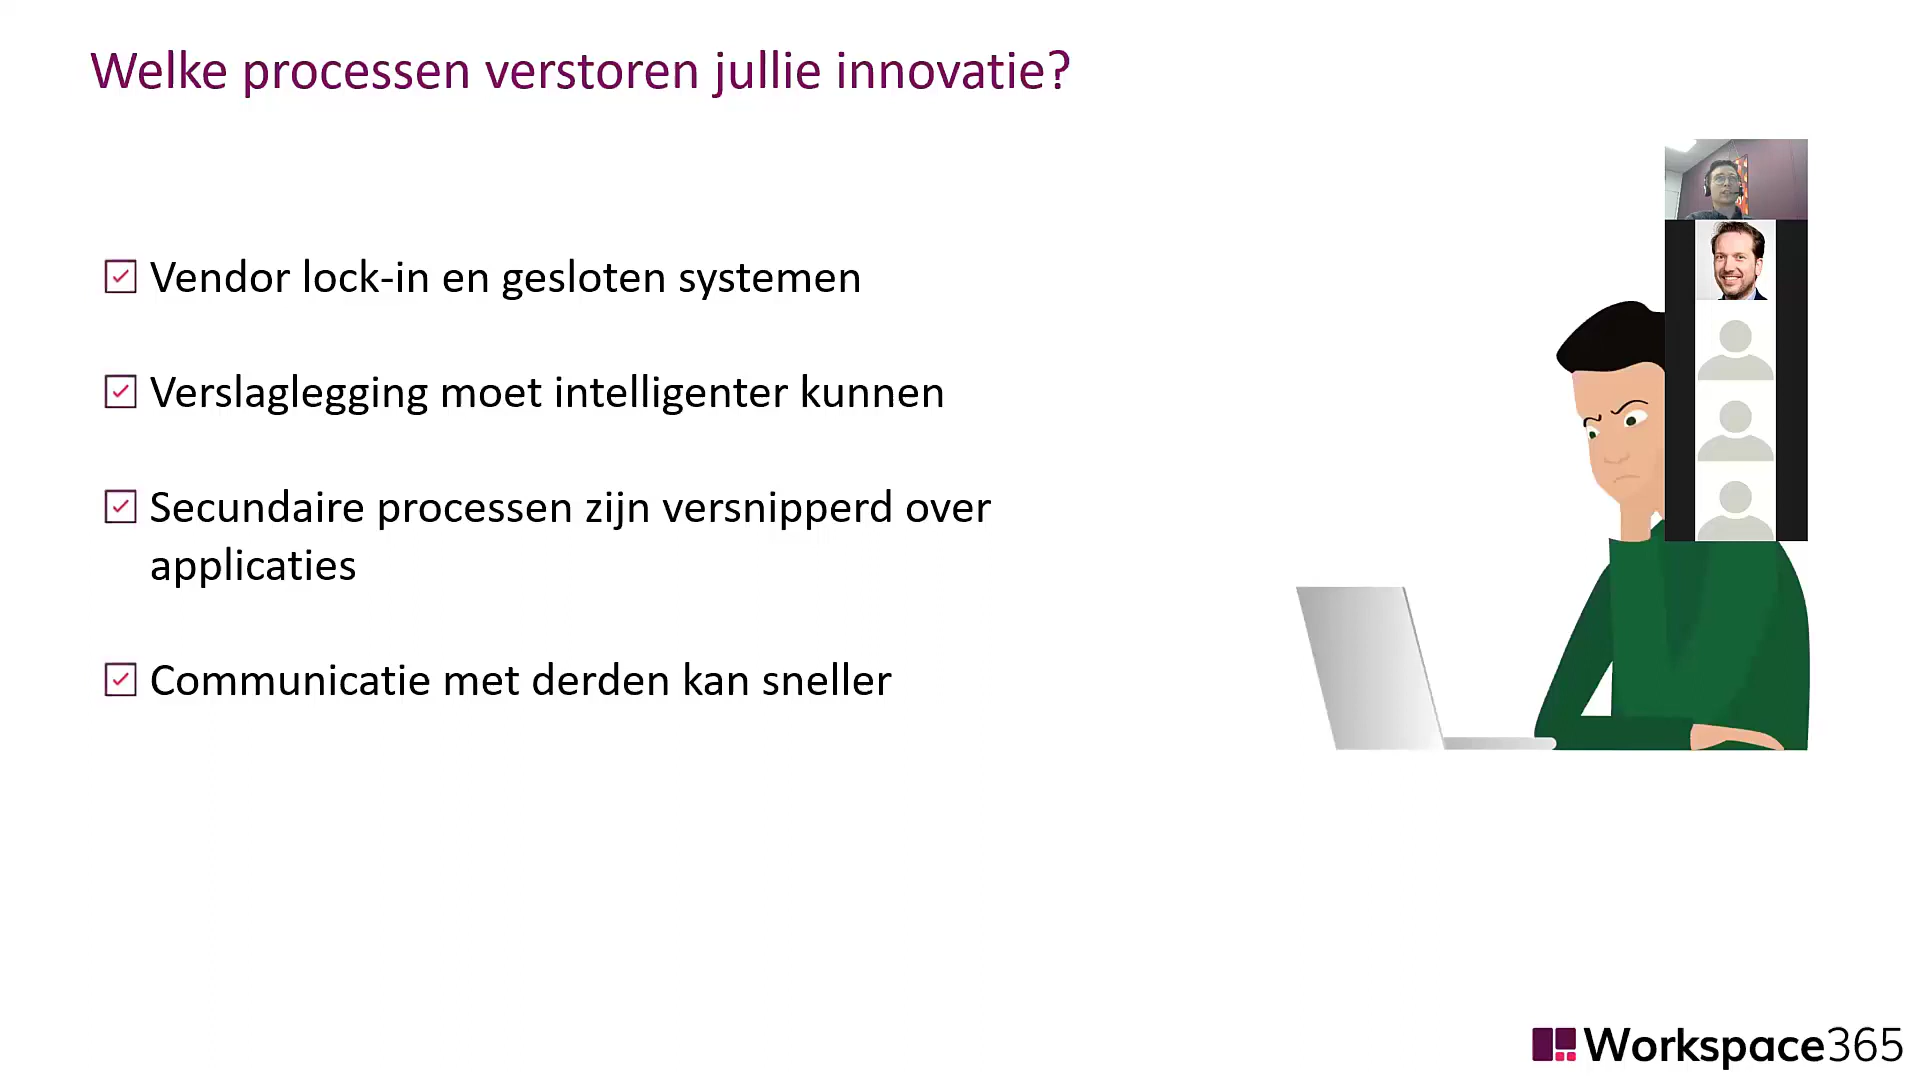 Welke processen verstoren jullie innovatie?
Vendor lock-in en gesloten systemen
Verslaglegging moet intelligenter kunnen
Secundaire processen zijn versnipperd over
applicaties
Communicatie met derden kan sneller
Workspace365